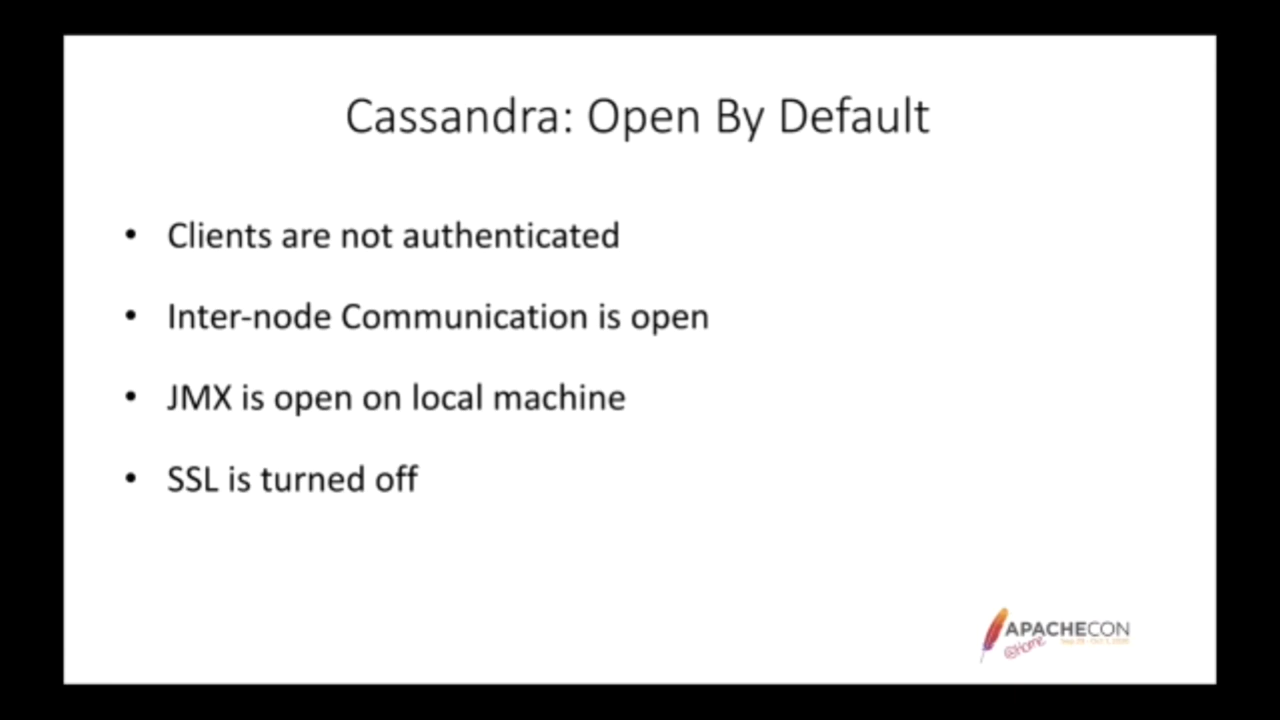 Cassandra: Open By Default
• Clients are not authenticated
• Inter-node Communication is open
• JMX is open on local machine
• SSL is turned off
APACHECON
@Home